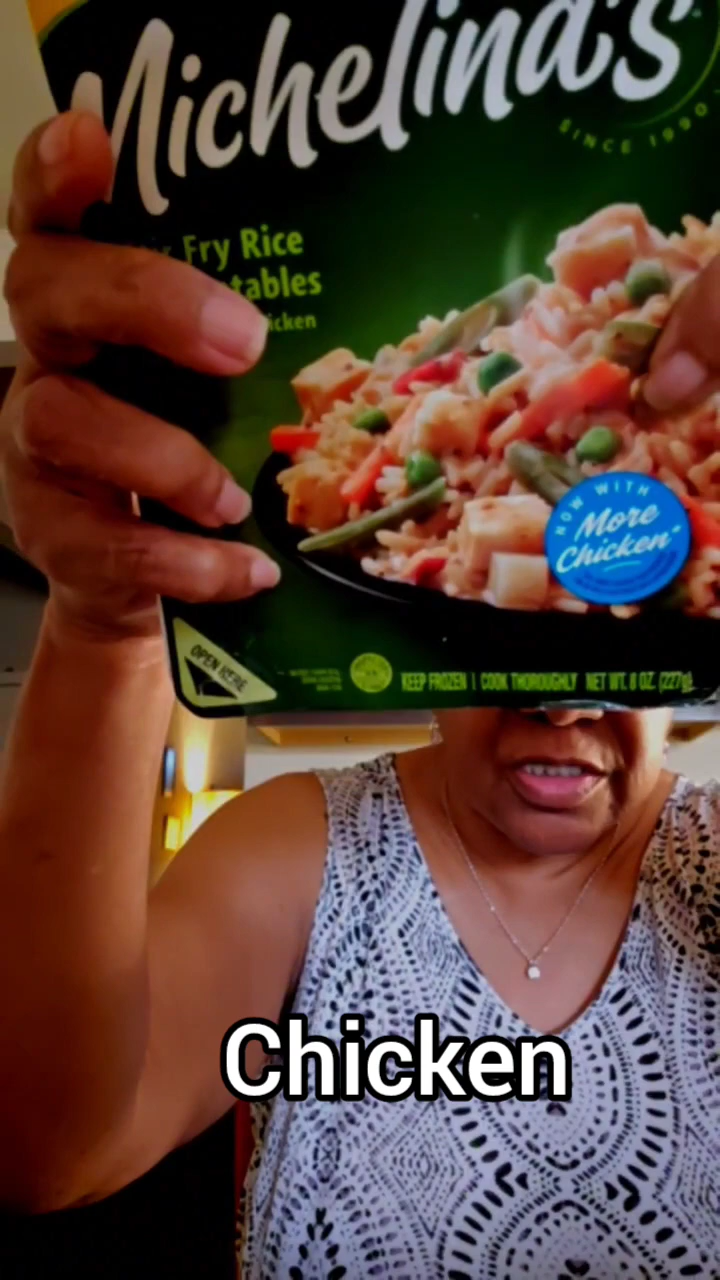 Michelina's
SINCE 1990
Fry Rice
tables
icken
NOW WITH
More
Chicken*
OPEN HERE
KEEP FROZEN | COOK THOROUGHLY NET WT. 8 OZ. (227g)
Chicken